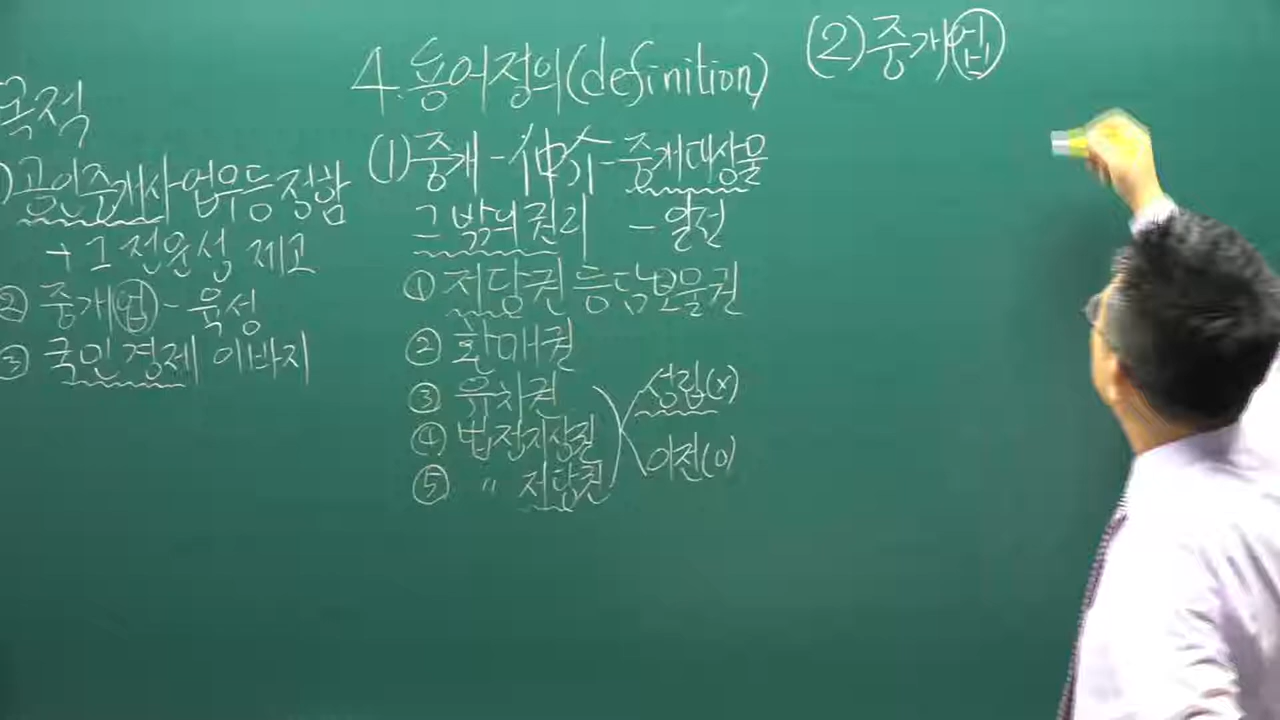 목적
) 공인중개사 업무등 정함
+ 그 전문성 제고
② 중개업 - 육성
③ 국민경제 이바지
4. 용어정의(definition)
(1) 중개 - 仲介 - 중개대상물
그 밖의 권리 - 알선
① 저당권 등 담보물권
② 환매권
③ 유치권
④ 법정지상권
⑤ 〃 저당권
성립(x)
이전(o)
(2) 중개업